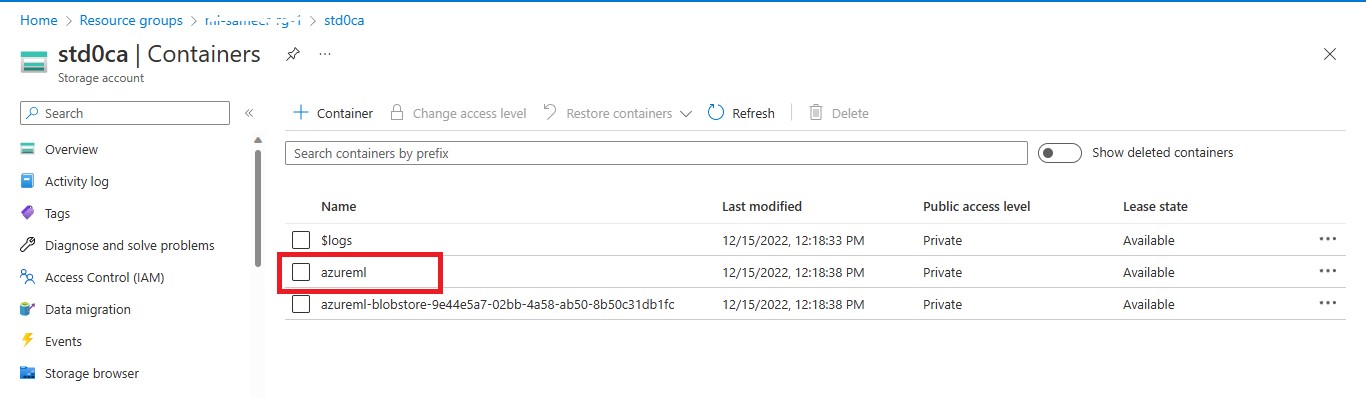 Home > Resource groups > > std0ca
std0ca | Containers
Storage account
Search
Container Change access level Restore containers Refresh Delete
Search containers by prefix Show deleted containers
Overview
Activity log
Tags
Diagnose and solve problems
Access Control (IAM)
Data migration
Events
Storage browser
Name Last modified Public access level Lease state
$logs 12/15/2022, 12:18:33 PM Private Available
azureml 12/15/2022, 12:18:38 PM Private Available
azureml-blobstore-9e44e5a7-02bb-4a58-ab50-8b50c31db1fc 12/15/2022, 12:18:38 PM Private Available